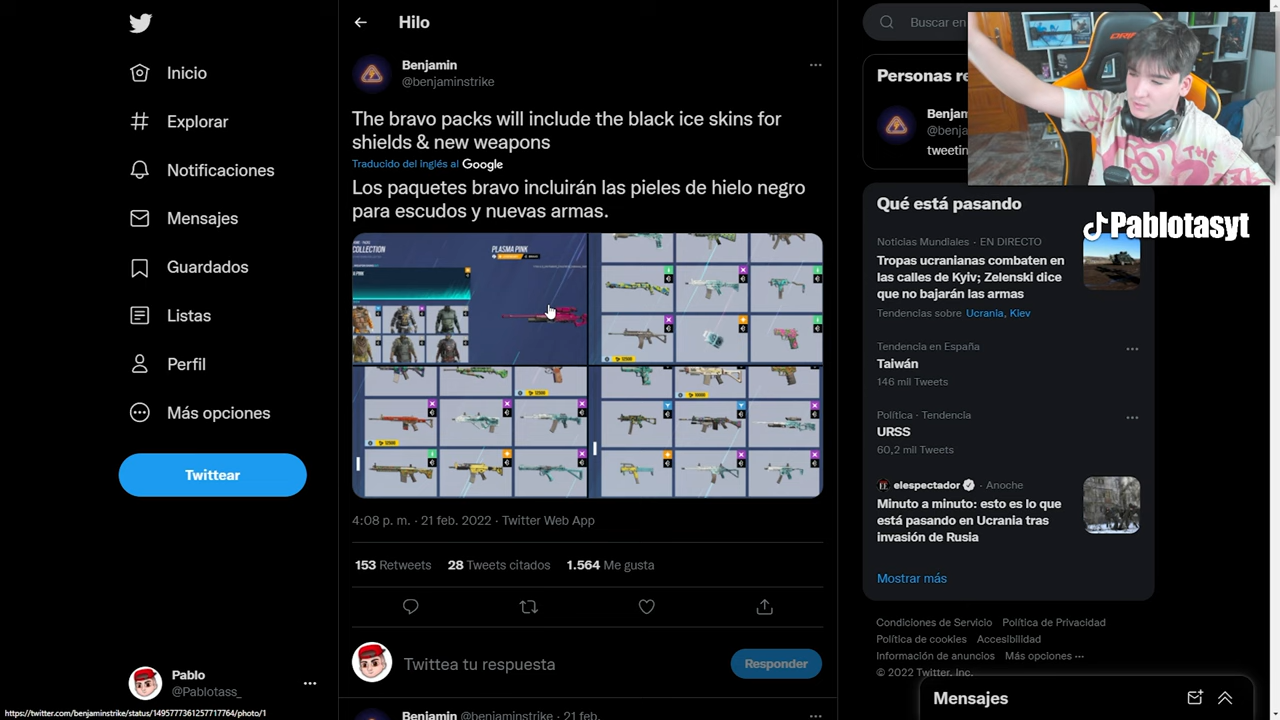 Hilo
Buscar en
Inicio
Explorar
Notificaciones
Mensajes
Guardados
Listas
Perfil
Más opciones
Twittear
Pablo
@Pablotass_
https://twitter.com/benjaminstrike/status/1495777361257717764/photo/1
Benjamin
@benjaminstrike
The bravo packs will include the black ice skins for
shields & new weapons
Traducido del inglés al Google
Los paquetes bravo incluirán las pieles de hielo negro
para escudos y nuevas armas.
COLLECTION
PLASMA PINK
4:08 p. m. · 21 feb. 2022 · Twitter Web App
153 Retweets 28 Tweets citados 1.564 Me gusta
Twittea tu respuesta
Responder
Benjamin @benjaminstrike · 21 feb.
Personas re
Benjam
@benja
tweetin
Pablotasyt
Qué está pasando
Noticias Mundiales · EN DIRECTO
Tropas ucranianas combaten en
las calles de Kyiv; Zelenski dice
que no bajarán las armas
Tendencias sobre Ucrania, Kiev
Tendencia en España
Taiwán
146 mil Tweets
Política · Tendencia
URSS
60,2 mil Tweets
elespectador · Anoche
Minuto a minuto: esto es lo que
está pasando en Ucrania tras
invasión de Rusia
Mostrar más
Condiciones de Servicio Política de Privacidad
Política de cookies Accesibilidad
Información de anuncios Más opciones ···
© 2022 Twitter, Inc.
Mensajes